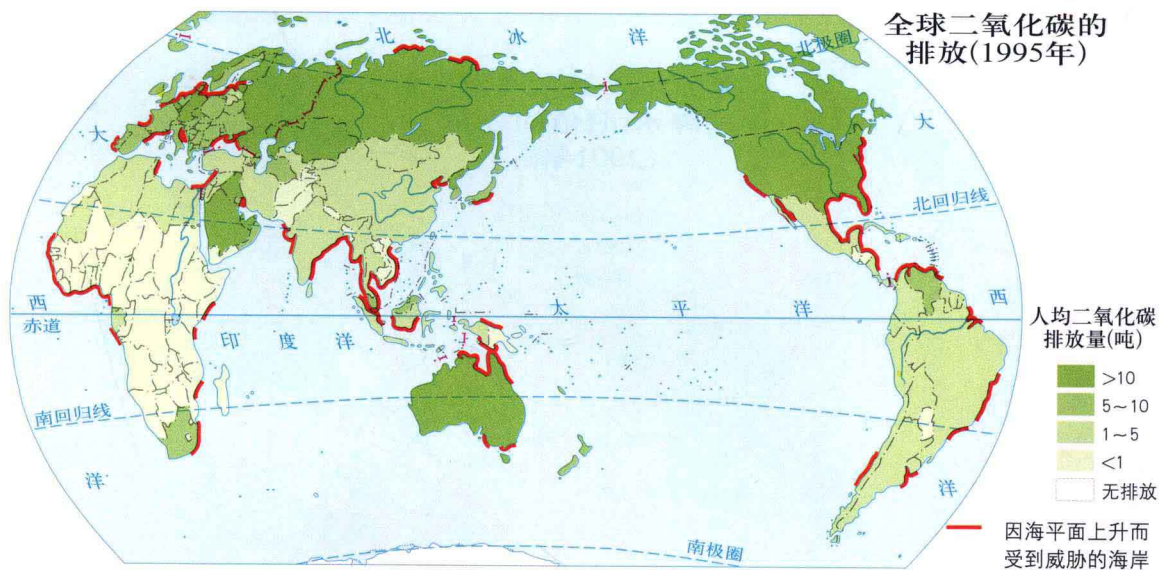 全球二氧化碳的
排放(1995年)
北冰洋
北极圈
大
大
北回归线
西
太平洋
西
赤道
印度洋
人均二氧化碳
排放量(吨)
>10
5~10
1~5
<1
无排放
因海平面上升而
受到威胁的海岸
南回归线
洋
洋
南极圈